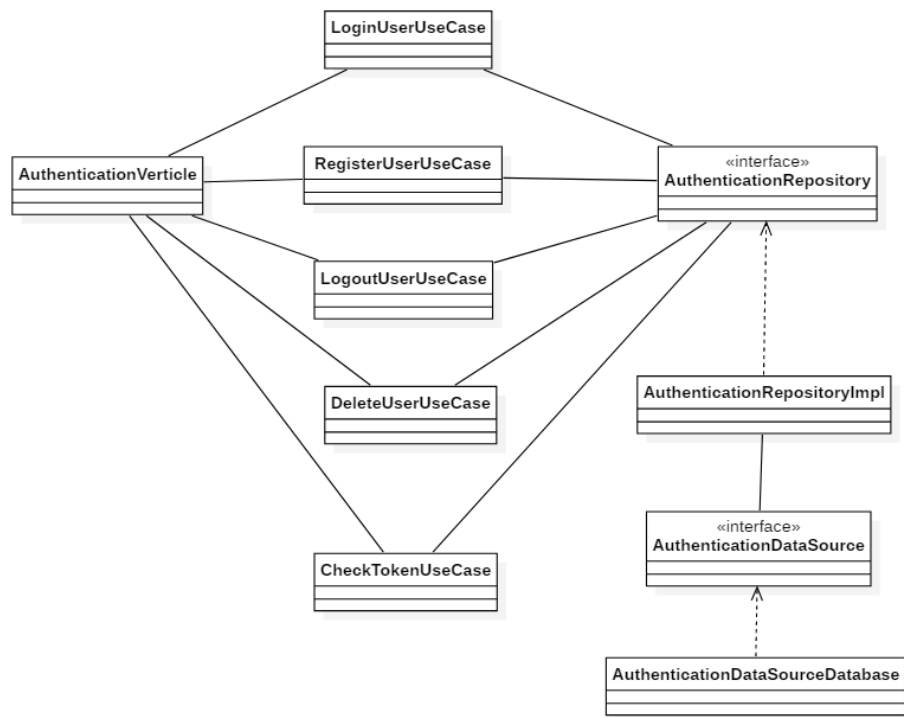 LoginUserUseCase
AuthenticationVerticle
RegisterUserUseCase
«interface»
AuthenticationRepository
LogoutUserUseCase
DeleteUserUseCase
AuthenticationRepositoryImpl
«interface»
AuthenticationDataSource
CheckTokenUseCase
AuthenticationDataSourceDatabase